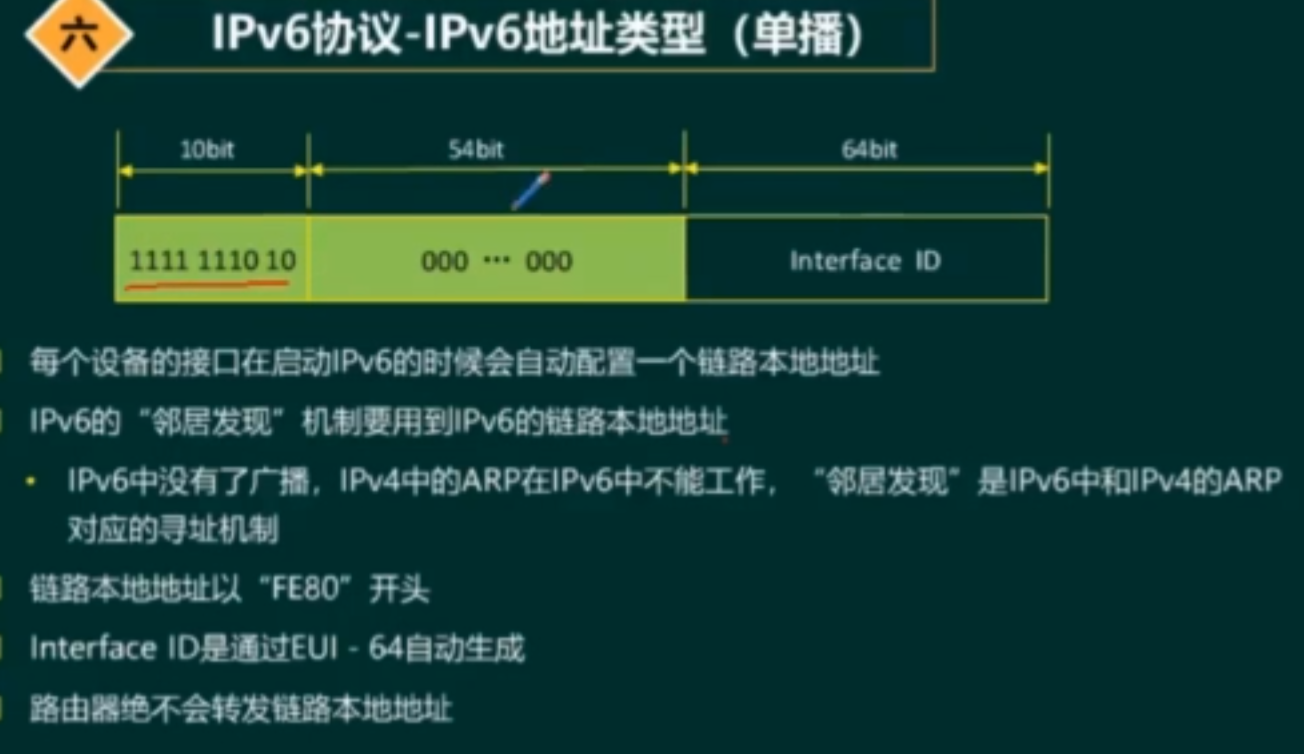 六
IPv6协议-IPv6地址类型（单播）
10bit 54bit 64bit
1111 1110 10 000 ··· 000 Interface ID
每个设备的接口在启动IPv6的时候会自动配置一个链路本地地址
IPv6的“邻居发现”机制要用到IPv6的链路本地地址
• IPv6中没有了广播，IPv4中的ARP在IPv6中不能工作，“邻居发现”是IPv6中和IPv4的ARP
对应的寻址机制
链路本地地址以“FE80”开头
Interface ID是通过EUI - 64自动生成
路由器绝不会转发链路本地地址